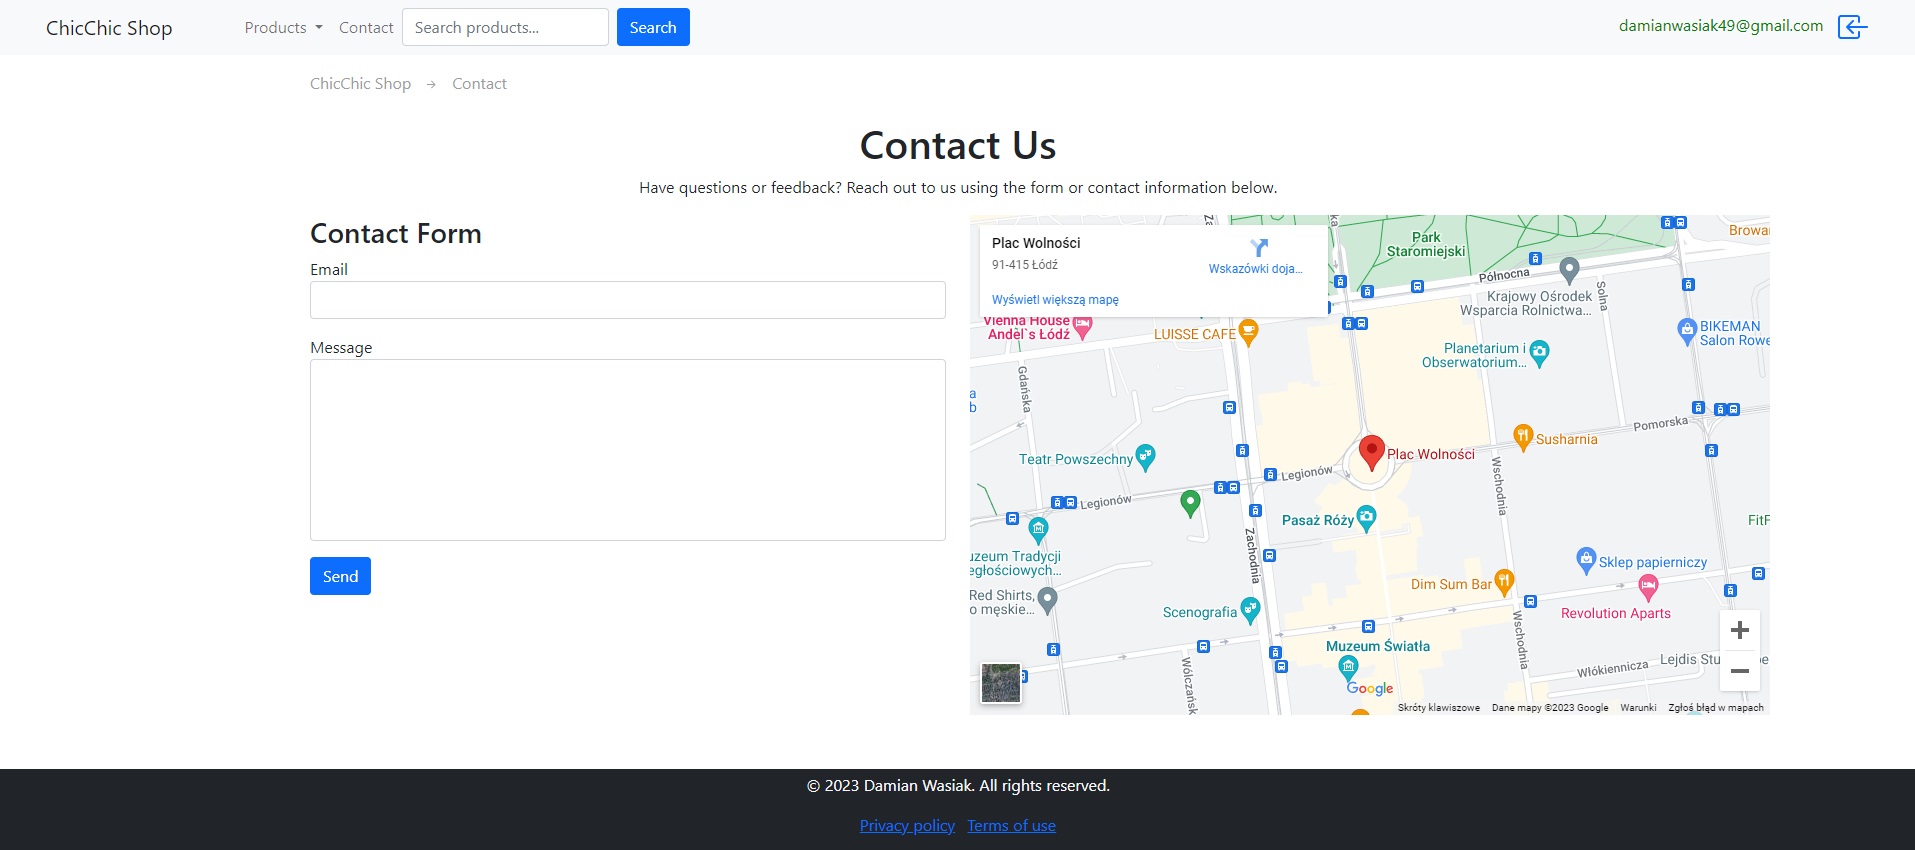 ChicChic Shop
Products
Contact
Search products...
Search
damianwasiak49@gmail.com
ChicChic Shop → Contact
Contact Us
Have questions or feedback? Reach out to us using the form or contact information below.
Contact Form
Email
Message
Send
Plac Wolności
91-415 Łódź
Wskazówki doja...
Wyświetl większą mapę
Park
Staromiejski
Browar
Północna
Krajowy Ośrodek
Wsparcia Rolnictwa...
Solna
Vienna House
Andel`s Łódź
LUISSE CAFE
BIKEMAN
Salon Rowe
Planetarium i
Obserwatorium...
Gdańska
Pomorska
Susharnia
Plac Wolności
Teatr Powszechny
Legionów
Legionów
Wschodnia
Pasaż Róży
FitF
Zachodnia
uzeum Tradycji
egłościowych...
Sklep papierniczy
Dim Sum Bar
Red Shirts,
o męskie...
Scenografia
Revolution Aparts
Wschodnia
Muzeum Światła
Włókiennicza
Lejdis Stu
Wólczańsk
Google
Skróty klawiszowe
Dane mapy ©2023 Google
Warunki
Zgłoś błąd w mapach
© 2023 Damian Wasiak. All rights reserved.
Privacy policy Terms of use